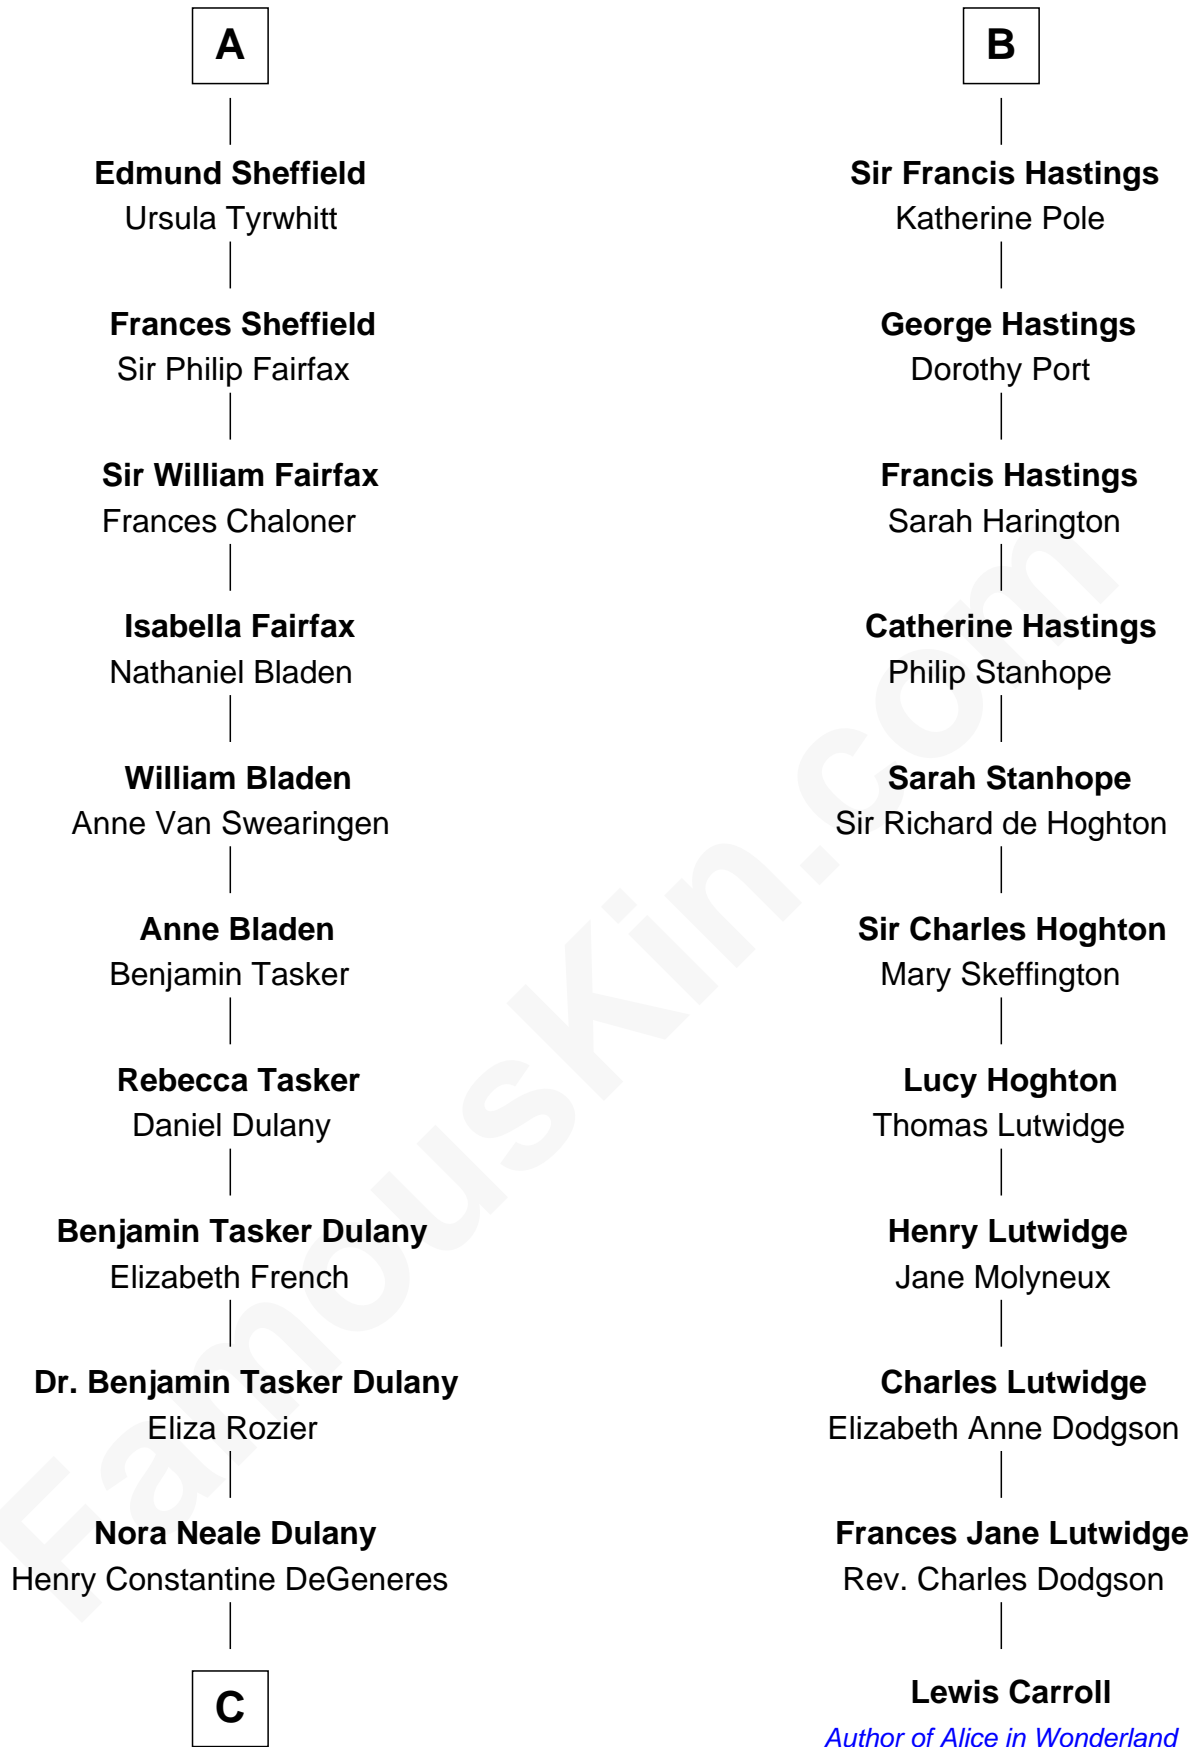 A
Edmund Sheffield
Ursula Tyrwhitt
Frances Sheffield
Sir Philip Fairfax
Sir William Fairfax
Frances Chaloner
Isabella Fairfax
Nathaniel Bladen
William Bladen
Anne Van Swearingen
Anne Bladen
Benjamin Tasker
Rebecca Tasker
Daniel Dulany
Benjamin Tasker Dulany
Elizabeth French
Dr. Benjamin Tasker Dulany
Eliza Rozier
Nora Neale Dulany
Henry Constantine DeGeneres
C
B
Sir Francis Hastings
Katherine Pole
George Hastings
Dorothy Port
Francis Hastings
Sarah Harington
Catherine Hastings
Philip Stanhope
Sarah Stanhope
Sir Richard de Hoghton
Sir Charles Hoghton
Mary Skeffington
Lucy Hoghton
Thomas Lutwidge
Henry Lutwidge
Jane Molyneux
Charles Lutwidge
Elizabeth Anne Dodgson
Frances Jane Lutwidge
Rev. Charles Dodgson
Lewis Carroll
Author of Alice in Wonderland
FamousKin.com